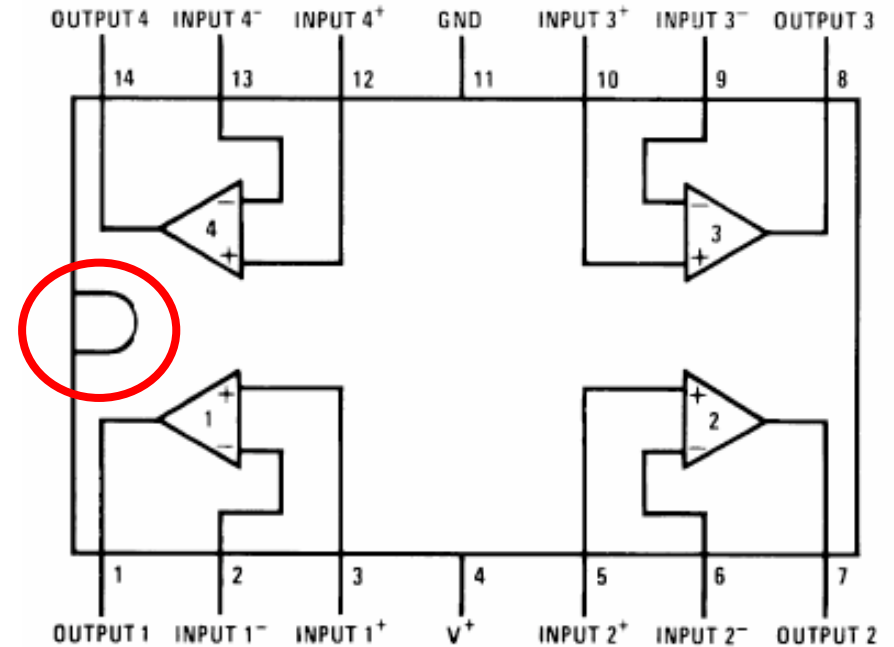 OUTPUT 4 INPUT 4⁻ INPUT 4⁺ GND INPUT 3⁺ INPUT 3⁻ OUTPUT 3
14 13 12 11 10 9 8
− −
4 3
+ +
+ +
1 2
− −
1 2 3 4 5 6 7
OUTPUT 1 INPUT 1⁻ INPUT 1⁺ V⁺ INPUT 2⁺ INPUT 2⁻ OUTPUT 2